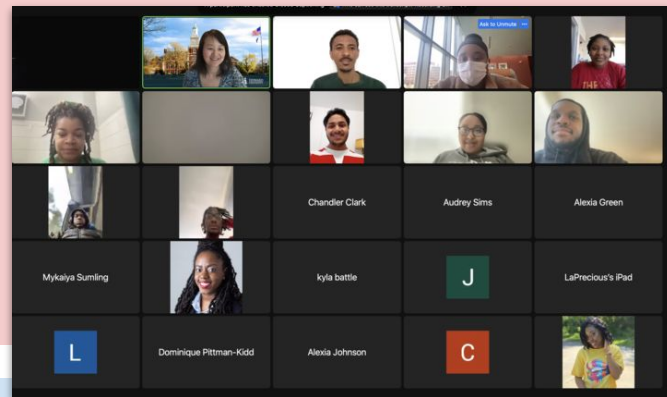 Ask to Unmute ...
Chandler Clark
Audrey Sims
Alexia Green
Mykaiya Sumling
kyla battle
J
LaPrecious's iPad
L
Dominique Pittman-Kidd
Alexia Johnson
C